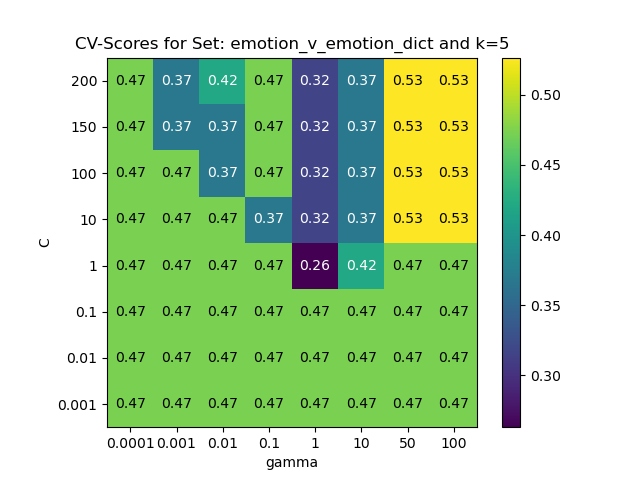 CV-Scores for Set: emotion_v_emotion_dict and k=5
200 0.47 0.37 0.42 0.47 0.32 0.37 0.53 0.53
150 0.47 0.37 0.37 0.47 0.32 0.37 0.53 0.53
100 0.47 0.47 0.37 0.47 0.32 0.37 0.53 0.53
10 0.47 0.47 0.47 0.37 0.32 0.37 0.53 0.53
C
1 0.47 0.47 0.47 0.47 0.26 0.42 0.47 0.47
0.1 0.47 0.47 0.47 0.47 0.47 0.47 0.47 0.47
0.01 0.47 0.47 0.47 0.47 0.47 0.47 0.47 0.47
0.001 0.47 0.47 0.47 0.47 0.47 0.47 0.47 0.47
0.0001 0.001 0.01 0.1 1 10 50 100
gamma
0.50
0.45
0.40
0.35
0.30